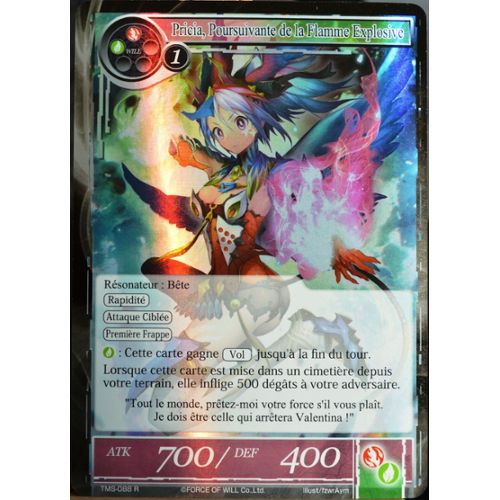 Pricia, Poursuivante de la Flamme Explosive
WILD
1
Résonateur : Bête
Rapidité
Attaque Ciblée
Première Frappe
: Cette carte gagne Vol jusqu'à la fin du tour.
Lorsque cette carte est mise dans un cimetière depuis
votre terrain, elle inflige 500 dégâts à votre adversaire.
"Tout le monde, prêtez-moi votre force s'il vous plaît.
Je dois être celle qui arrêtera Valentina !"
ATK 700 / DEF 400
TMS-088 R ©FORCE OF WILL Co.,Ltd. Illust/fzwrAym